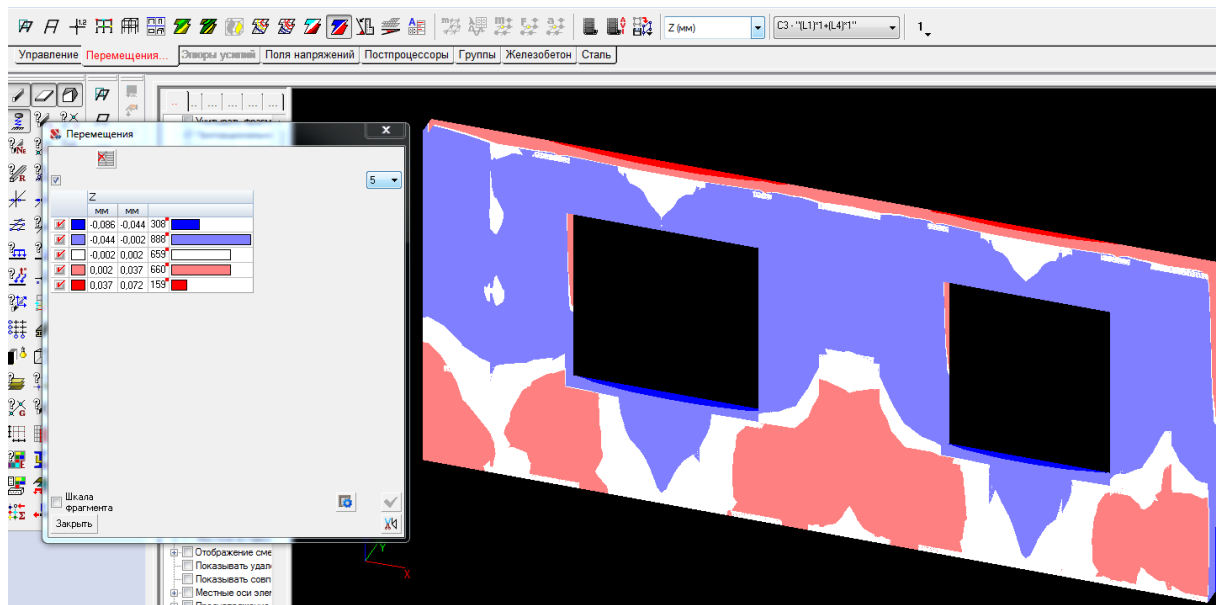 Z (мм)
C3 - "(L1)*1+(L4)*1"
1
Управление Перемещения... Эпюры усилий Поля напряжений Постпроцессоры Группы Железобетон Сталь
Перемещения
5
Z
мм мм
-0,086 -0,044 308
-0,044 -0,002 888
-0,002 0,002 659
0,002 0,037 660
0,037 0,072 159
Шкала
фрагмента
Закрыть
Отображение сме
Показывать удал
Показывать совп
Местные оси элем
Y
X